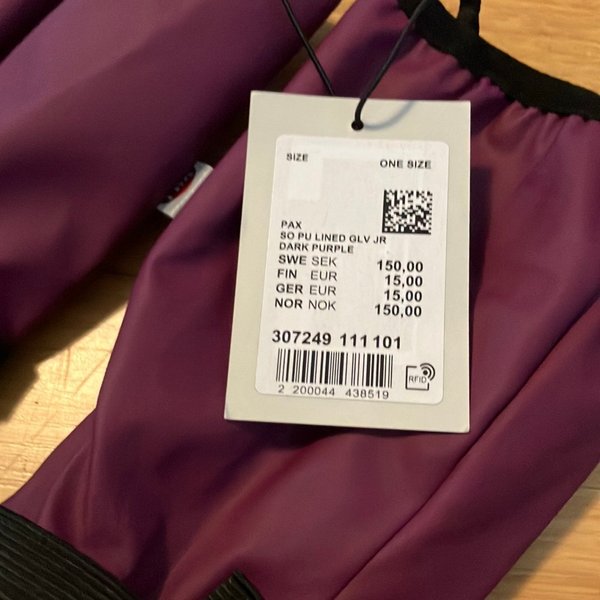 SIZE ONE SIZE
PAX
SO PU LINED GLV JR
DARK PURPLE
SWE SEK 150,00
FIN EUR 15,00
GER EUR 15,00
NOR NOK 150,00
307249 111 101
RFID
2 200044 438519